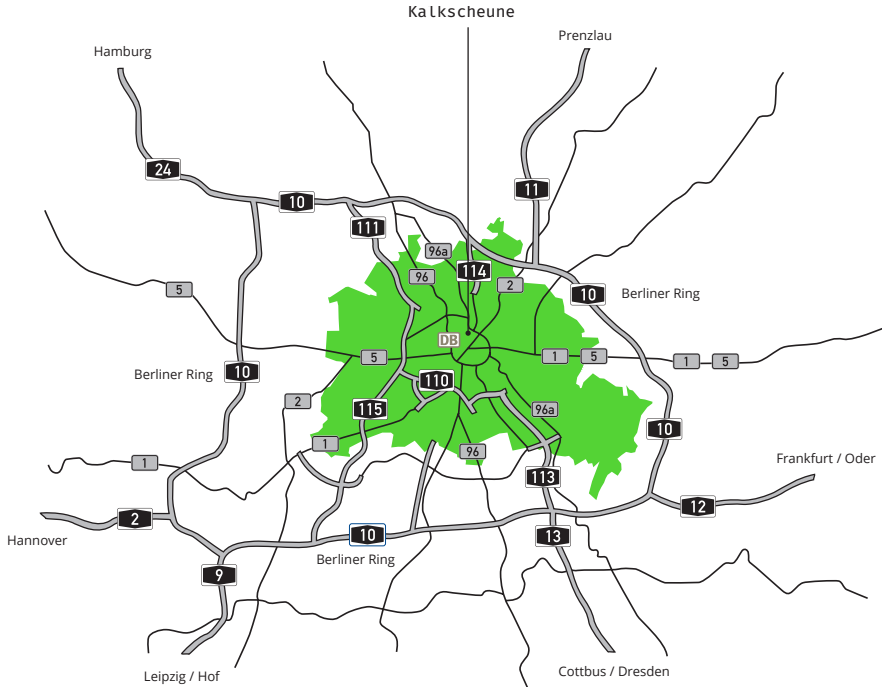 Kalkscheune
Prenzlau
Hamburg
24
11
10
111
96a
114
96
2
5
10
Berliner Ring
DB
5
1
5
1
5
Berliner Ring
10
110
2
115
96a
10
1
96
1
Frankfurt / Oder
113
12
2
Hannover
10
13
Berliner Ring
9
Leipzig / Hof
Cottbus / Dresden